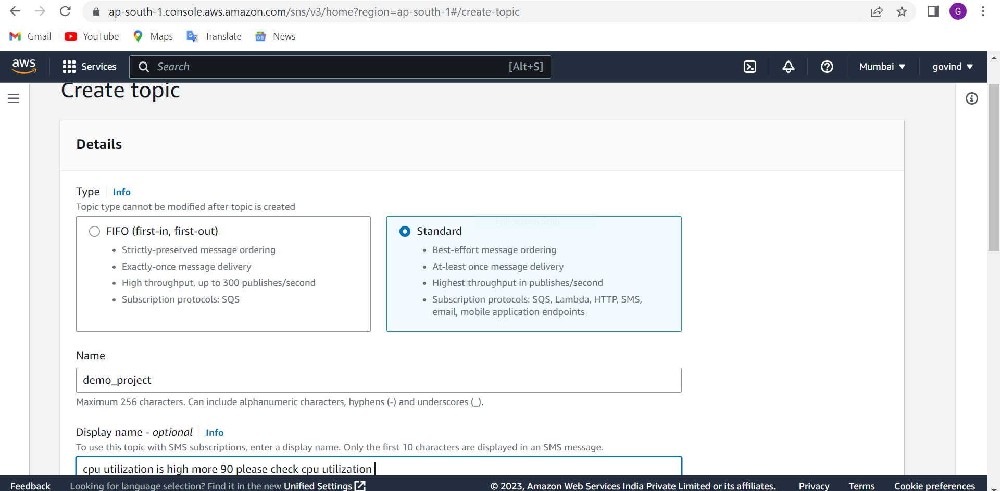 ap-south-1.console.aws.amazon.com/sns/v3/home?region=ap-south-1#/create-topic
G
Gmail YouTube Maps Translate News
aws Services Search [Alt+S] Mumbai govind
Create topic
Details
Type Info
Topic type cannot be modified after topic is created
FIFO (first-in, first-out)
Strictly-preserved message ordering
Exactly-once message delivery
High throughput, up to 300 publishes/second
Subscription protocols: SQS
Full-screen Snip
Standard
Best-effort message ordering
At-least once message delivery
Highest throughput in publishes/second
Subscription protocols: SQS, Lambda, HTTP, SMS,
email, mobile application endpoints
Name
demo_project
Maximum 256 characters. Can include alphanumeric characters, hyphens (-) and underscores (_).
Display name - optional Info
To use this topic with SMS subscriptions, enter a display name. Only the first 10 characters are displayed in an SMS message.
cpu utilization is high more 90 please check cpu utilization
Feedback Looking for language selection? Find it in the new Unified Settings © 2023, Amazon Web Services India Private Limited or its affiliates. Privacy Terms Cookie preferences